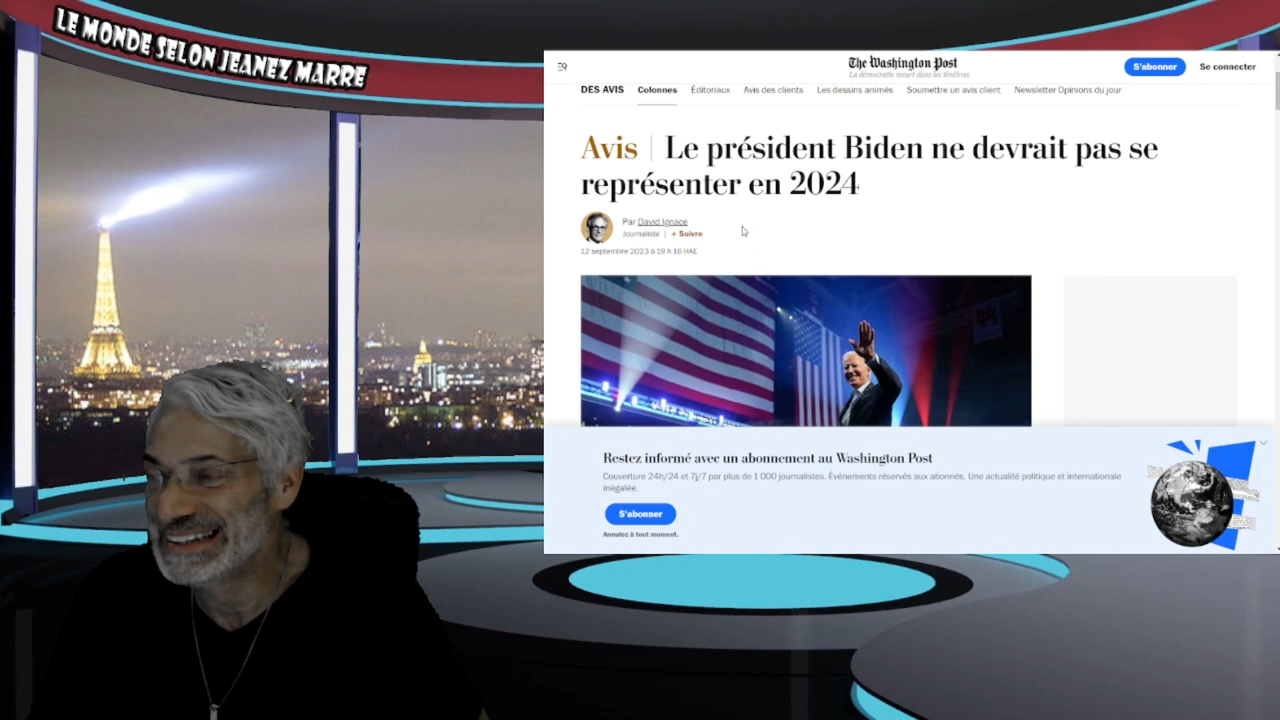 LE MONDE SELON JEANEZ MARRE
The Washington Post
La démocratie meurt dans les ténèbres
S'abonner
Se connecter
DES AVIS Colonnes Éditoriaux Avis des clients Les dessins animés Soumettre un avis client Newsletter Opinions du jour
Avis | Le président Biden ne devrait pas se
représenter en 2024
Par David Ignace
Journaliste | + Suivre
12 septembre 2023 à 19 h 16 HAE
Restez informé avec un abonnement au Washington Post
Couverture 24h/24 et 7j/7 par plus de 1 000 journalistes. Événements réservés aux abonnés. Une actualité politique et internationale
inégalée.
S'abonner
Annulez à tout moment.